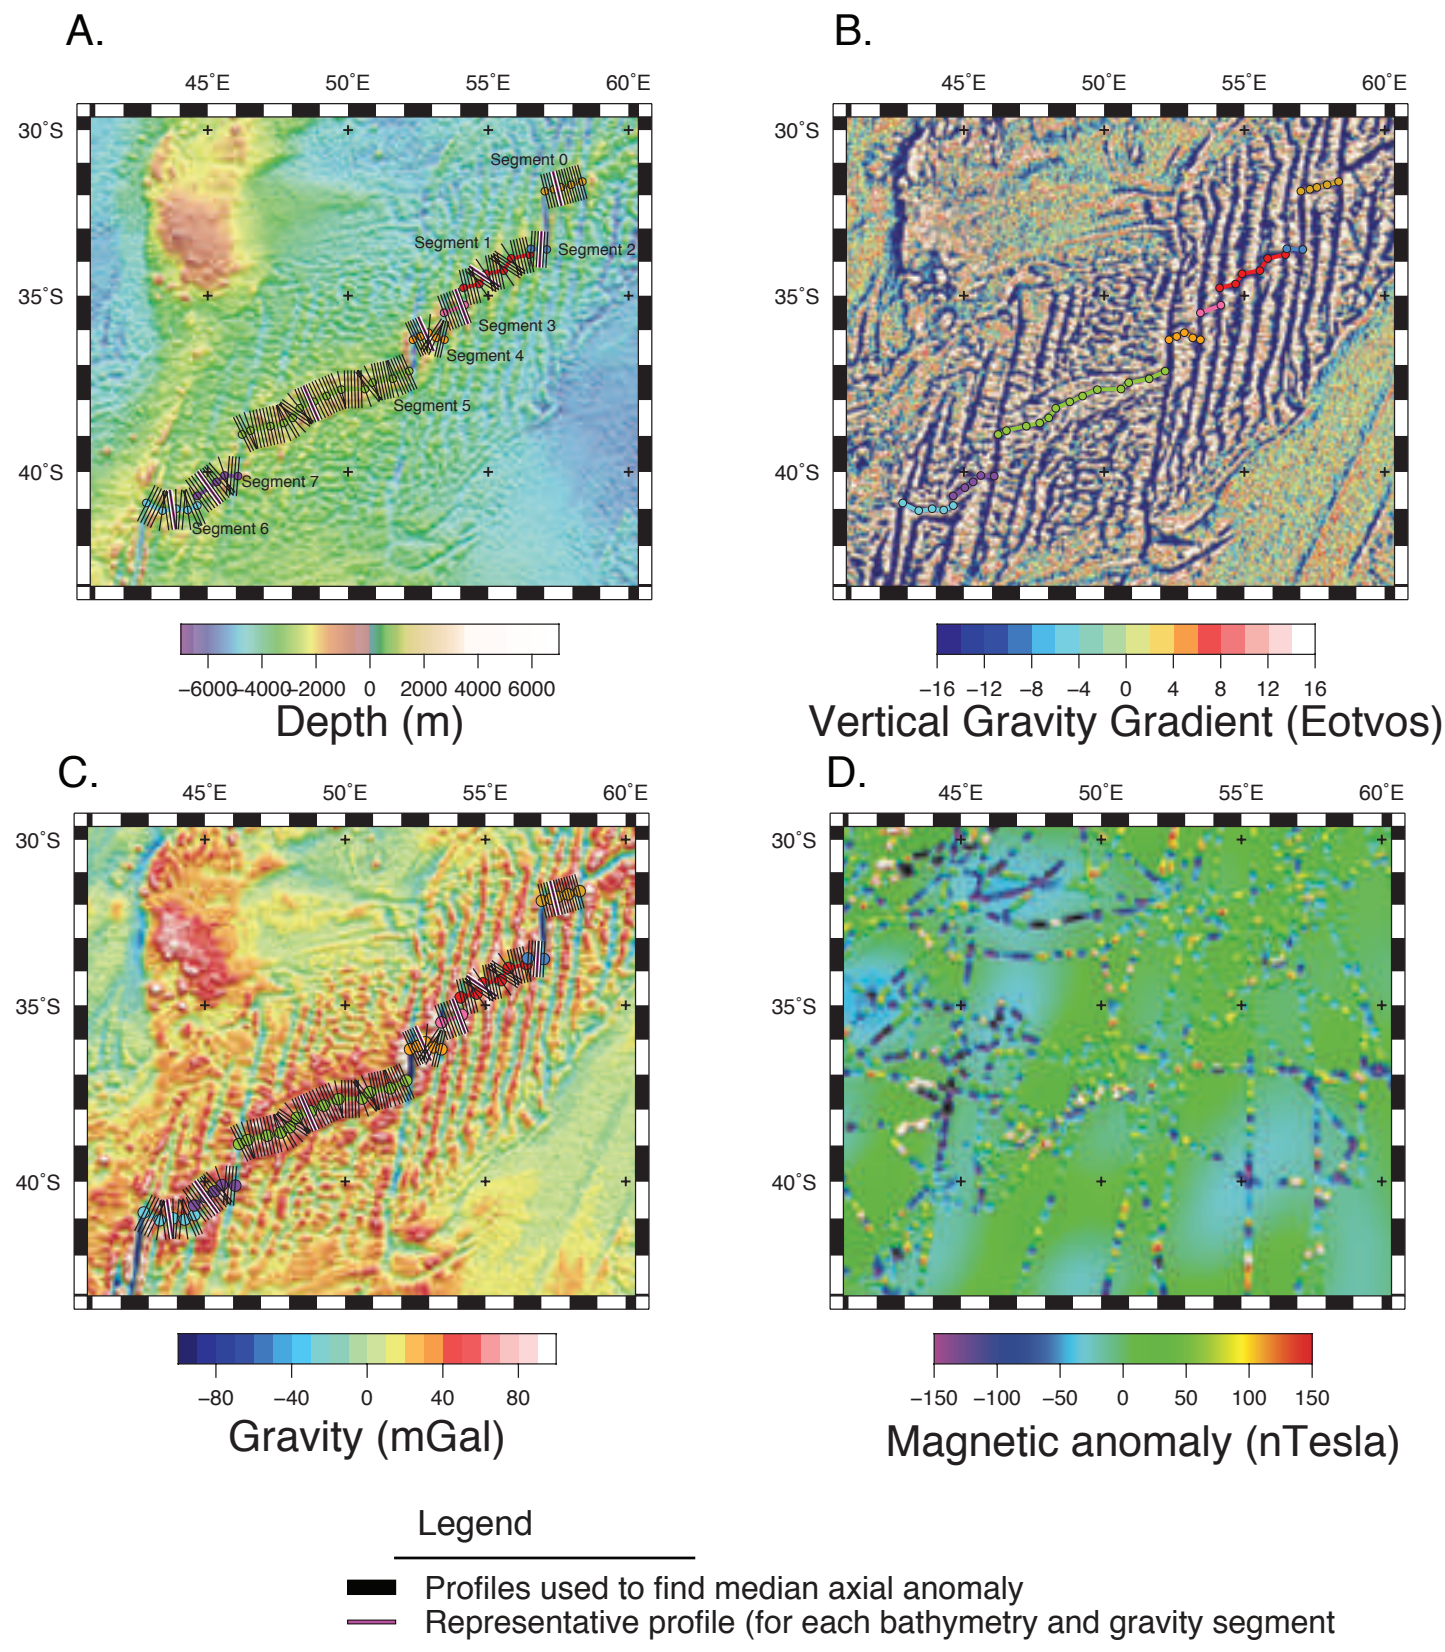 A.
B.
45˚E 50˚E 55˚E 60˚E
45˚E 50˚E 55˚E 60˚E
30˚S
35˚S
40˚S
Segment 0
Segment 1
Segment 2
Segment 3
Segment 4
Segment 5
Segment 7
Segment 6
30˚S
35˚S
40˚S
−6000 −4000 −2000 0 2000 4000 6000
Depth (m)
−16 −12 −8 −4 0 4 8 12 16
Vertical Gravity Gradient (Eotvos)
C.
D.
45˚E 50˚E 55˚E 60˚E
45˚E 50˚E 55˚E 60˚E
30˚S
35˚S
40˚S
30˚S
35˚S
40˚S
−80 −40 0 40 80
Gravity (mGal)
−150 −100 −50 0 50 100 150
Magnetic anomaly (nTesla)
Legend
Profiles used to find median axial anomaly
Representative profile (for each bathymetry and gravity segment